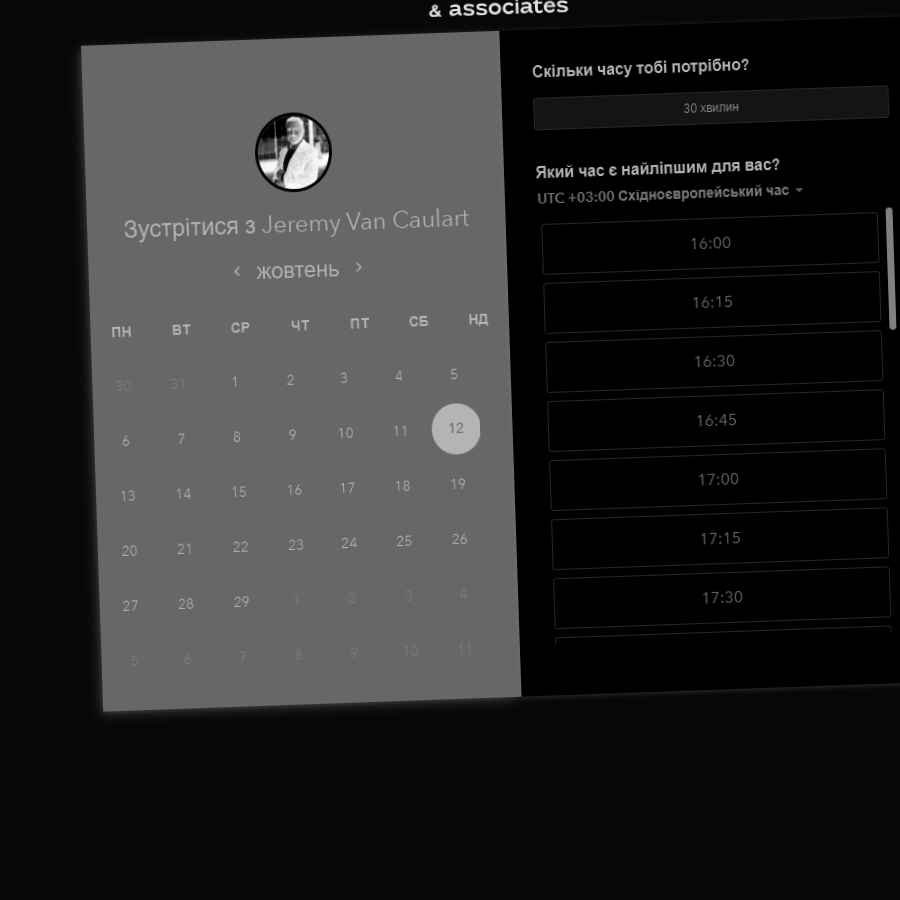 & associates
Зустрітися з Jeremy Van Caulart
‹ жовтень ›
ПН ВТ СР ЧТ ПТ СБ НД
30 31 1 2 3 4 5
6 7 8 9 10 11 12
13 14 15 16 17 18 19
20 21 22 23 24 25 26
27 28 29 1 2 3 4
5 6 7 8 9 10 11
Скільки часу тобі потрібно?
30 хвилин
Який час є найліпшим для вас?
UTC +03:00 Східноєвропейський час
16:00
16:15
16:30
16:45
17:00
17:15
17:30